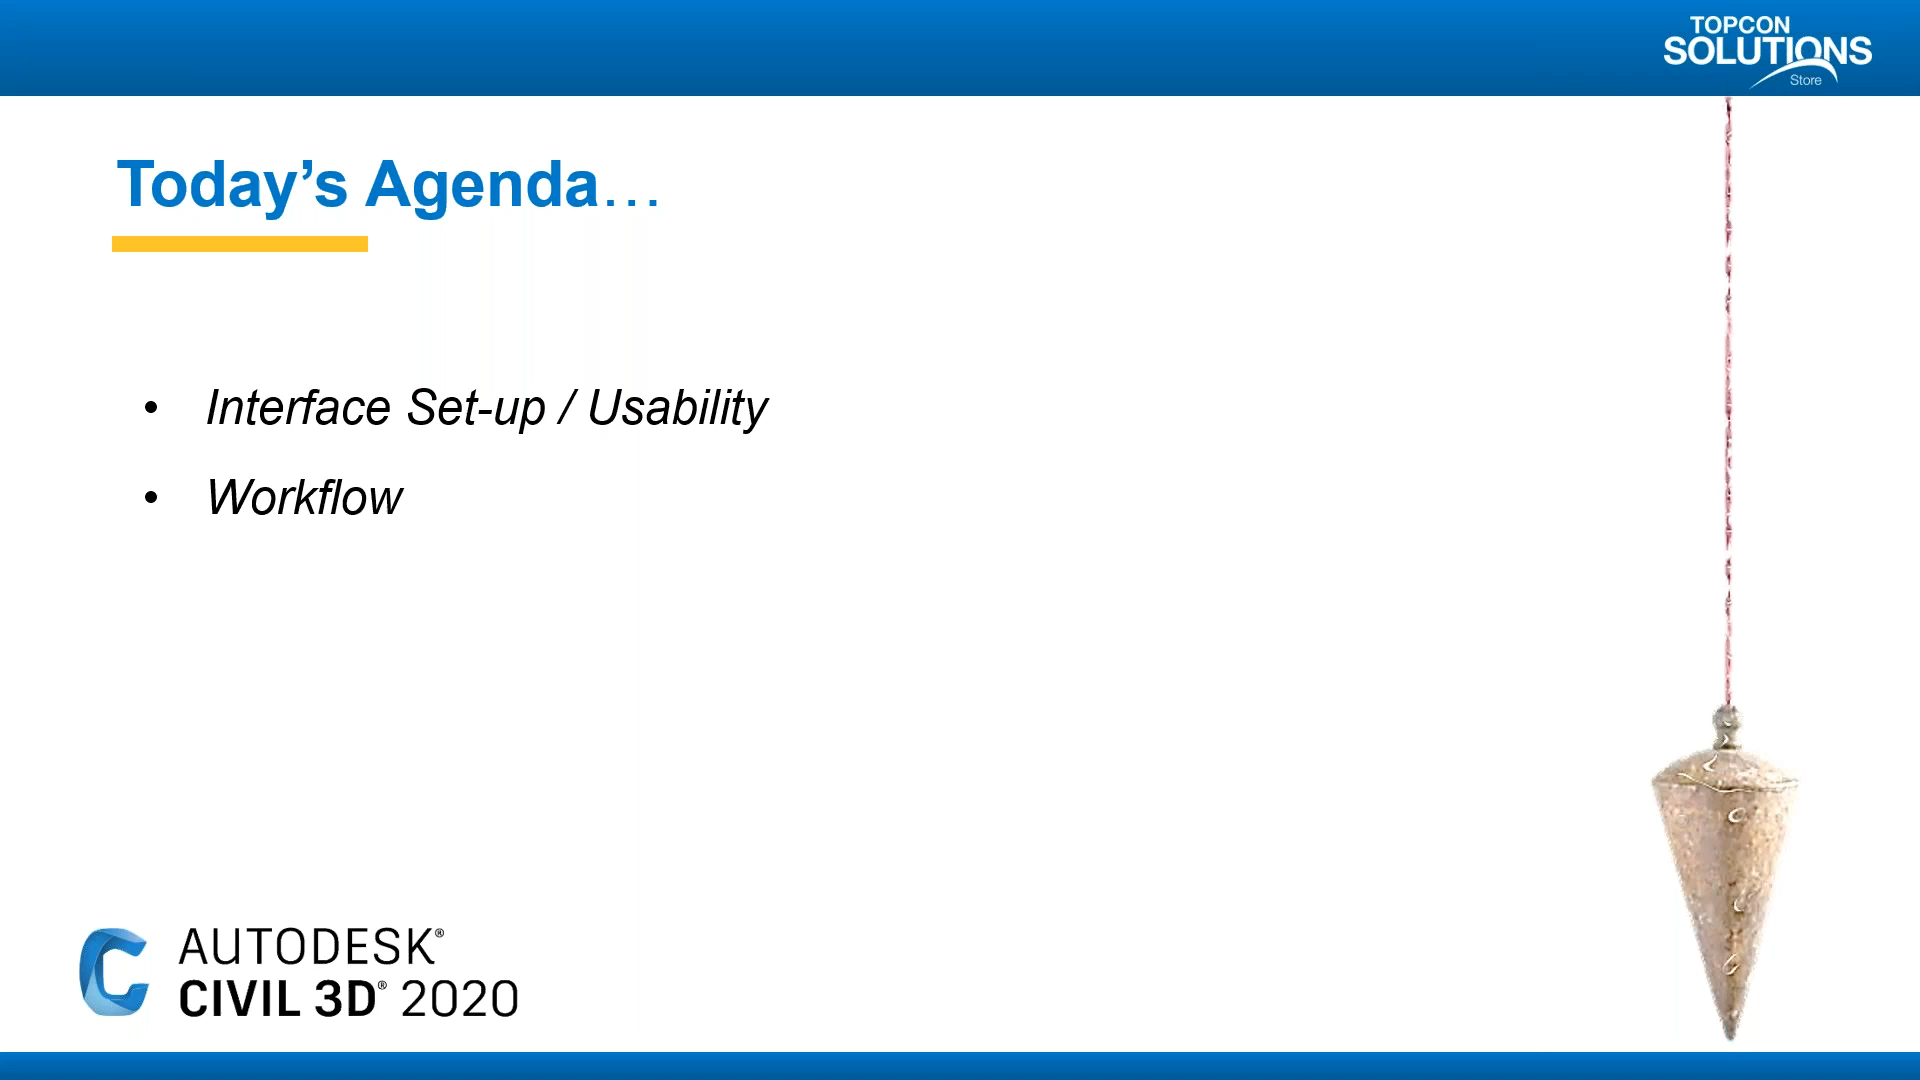 TOPCON
SOLUTIONS
Store
Today’s Agenda…
• Interface Set-up / Usability
• Workflow
AUTODESK®
CIVIL 3D® 2020